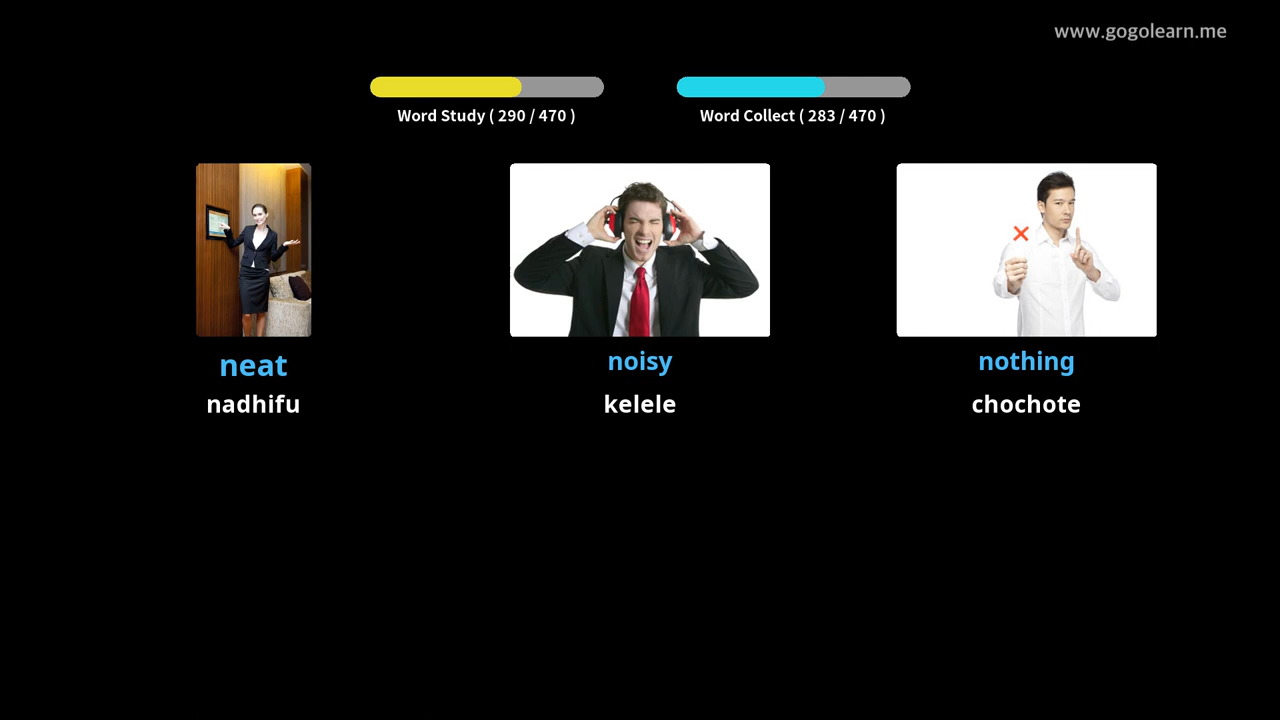 www.gogolearn.me
Word Study ( 290 / 470 )
Word Collect ( 283 / 470 )
neat
noisy
nothing
nadhifu
kelele
chochote